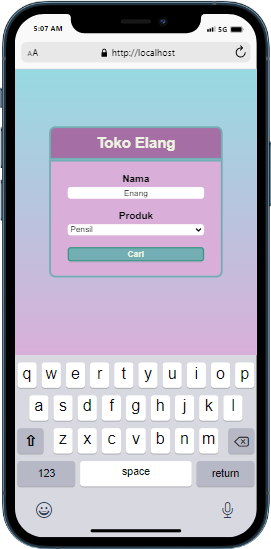 5:07 AM
5G
AA
http://localhost
Toko Elang
Nama
Enang
Produk
Pensil
Cari
q w e r t y u i o p
a s d f g h j k l
z x c v b n m
123 space return